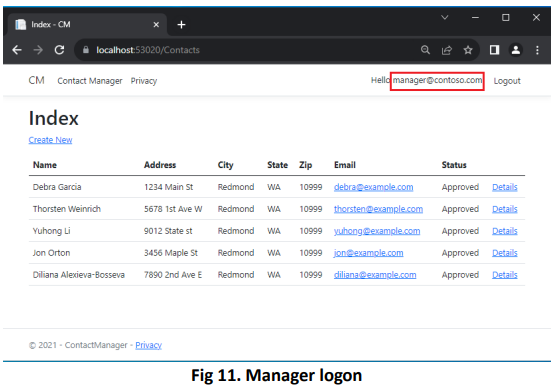 Index - CM
localhost:53020/Contacts
CM Contact Manager Privacy Hello manager@contoso.com Logout
Index
Create New
Name Address City State Zip Email Status
Debra Garcia 1234 Main St Redmond WA 10999 debra@example.com Approved Details
Thorsten Weinrich 5678 1st Ave W Redmond WA 10999 thorsten@example.com Approved Details
Yuhong Li 9012 State st Redmond WA 10999 yuhong@example.com Approved Details
Jon Orton 3456 Maple St Redmond WA 10999 jon@example.com Approved Details
Diliana Alexieva-Bosseva 7890 2nd Ave E Redmond WA 10999 diliana@example.com Approved Details
© 2021 - ContactManager - Privacy
Fig 11. Manager logon